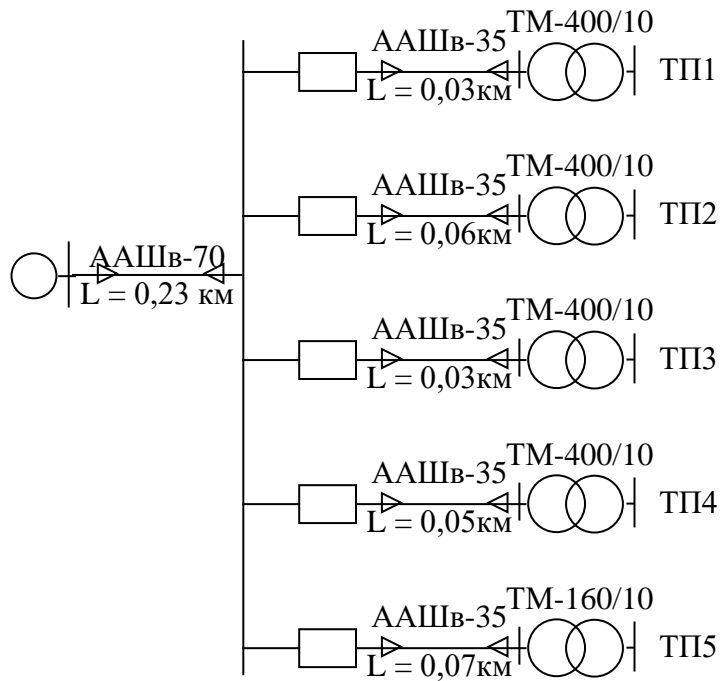 ААШв-35 ТМ-400/10
L = 0,03км
ТП1
ААШв-35 ТМ-400/10
L = 0,06км
ТП2
ААШв-70
L = 0,23 км
ААШв-35 ТМ-400/10
L = 0,03км
ТП3
ААШв-35 ТМ-400/10
L = 0,05км
ТП4
ААШв-35 ТМ-160/10
L = 0,07км
ТП5